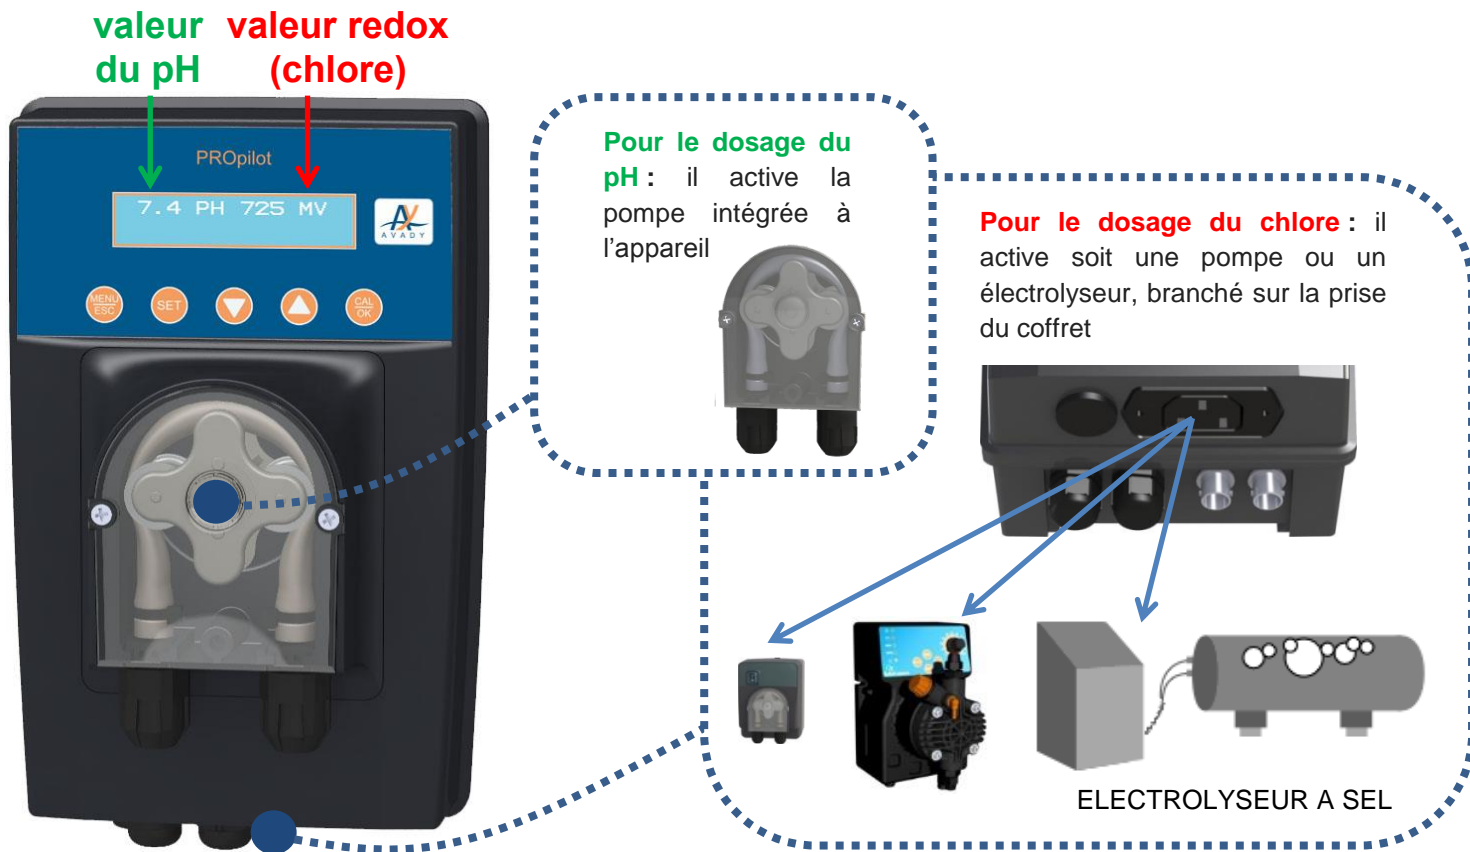 valeur
du pH
valeur redox
(chlore)
PROpilot
7.4 PH 725 MV
AVADY
MENU
ESC
SET
CAL
OK
Pour le dosage du
pH : il active la
pompe intégrée à
l'appareil
Pour le dosage du chlore : il
active soit une pompe ou un
électrolyseur, branché sur la prise
du coffret
ELECTROLYSEUR A SEL